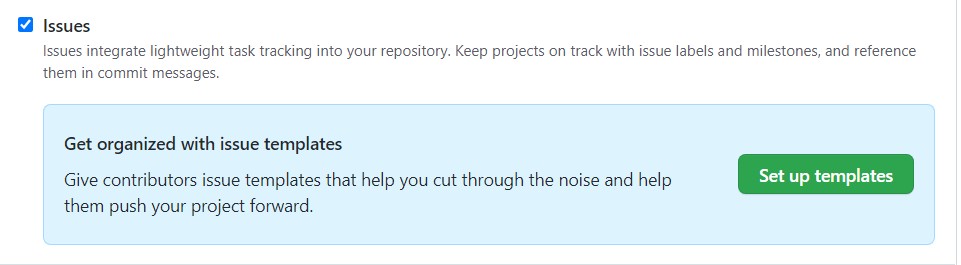 Issues
Issues integrate lightweight task tracking into your repository. Keep projects on track with issue labels and milestones, and reference
them in commit messages.
Get organized with issue templates
Give contributors issue templates that help you cut through the noise and help
them push your project forward.
Set up templates